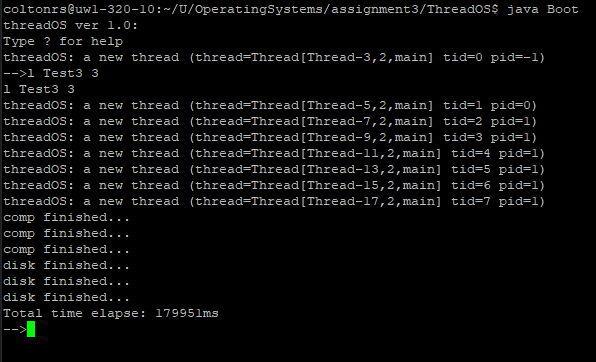 coltonrs@uw1-320-10:~/U/OperatingSystems/assignment3/ThreadOS$ java Boot
threadOS ver 1.0:
Type ? for help
threadOS: a new thread (thread=Thread[Thread-3,2,main] tid=0 pid=-1)
-->l Test3 3
l Test3 3
threadOS: a new thread (thread=Thread[Thread-5,2,main] tid=1 pid=0)
threadOS: a new thread (thread=Thread[Thread-7,2,main] tid=2 pid=1)
threadOS: a new thread (thread=Thread[Thread-9,2,main] tid=3 pid=1)
threadOS: a new thread (thread=Thread[Thread-11,2,main] tid=4 pid=1)
threadOS: a new thread (thread=Thread[Thread-13,2,main] tid=5 pid=1)
threadOS: a new thread (thread=Thread[Thread-15,2,main] tid=6 pid=1)
threadOS: a new thread (thread=Thread[Thread-17,2,main] tid=7 pid=1)
comp finished...
comp finished...
comp finished...
disk finished...
disk finished...
disk finished...
Total time elapse: 179951ms
-->